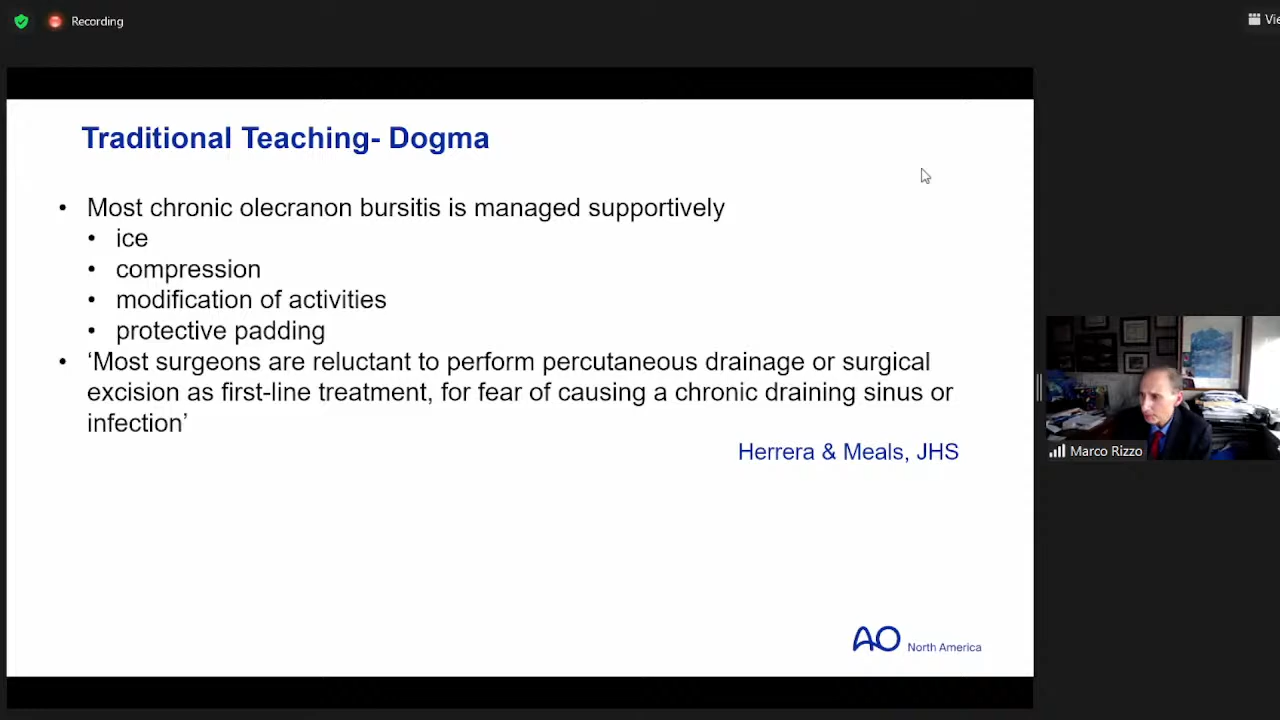 Recording
Vie
Traditional Teaching- Dogma
• Most chronic olecranon bursitis is managed supportively
• ice
• compression
• modification of activities
• protective padding
• ‘Most surgeons are reluctant to perform percutaneous drainage or surgical
excision as first-line treatment, for fear of causing a chronic draining sinus or
infection’
Herrera & Meals, JHS
Marco Rizzo
AO North America